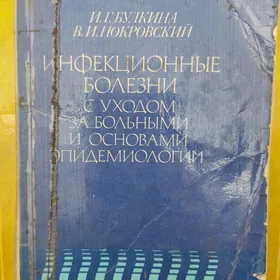 И.Г. БУЛКИНА
В.И. ПОКРОВСКИЙ
ИНФЕКЦИОННЫЕ
БОЛЕЗНИ
С УХОДОМ
ЗА БОЛЬНЫМИ
И ОСНОВАМИ
ЭПИДЕМИОЛОГИИ